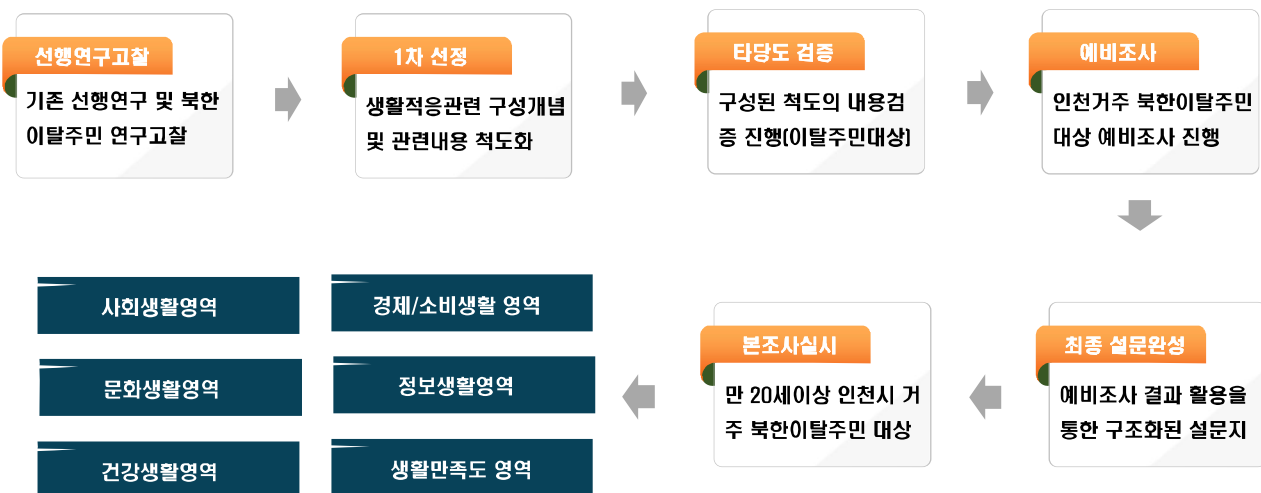 선행연구고찰
기존 선행연구 및 북한
이탈주민 연구고찰
1차 선정
생활적응관련 구성개념
및 관련내용 척도화
타당도 검증
구성된 척도의 내용검
증 진행(이탈주민대상)
예비조사
인천거주 북한이탈주민
대상 예비조사 진행
최종 설문완성
예비조사 결과 활용을
통한 구조화된 설문지
본조사실시
만 20세이상 인천시 거
주 북한이탈주민 대상
사회생활영역
경제/소비생활 영역
문화생활영역
정보생활영역
건강생활영역
생활만족도 영역